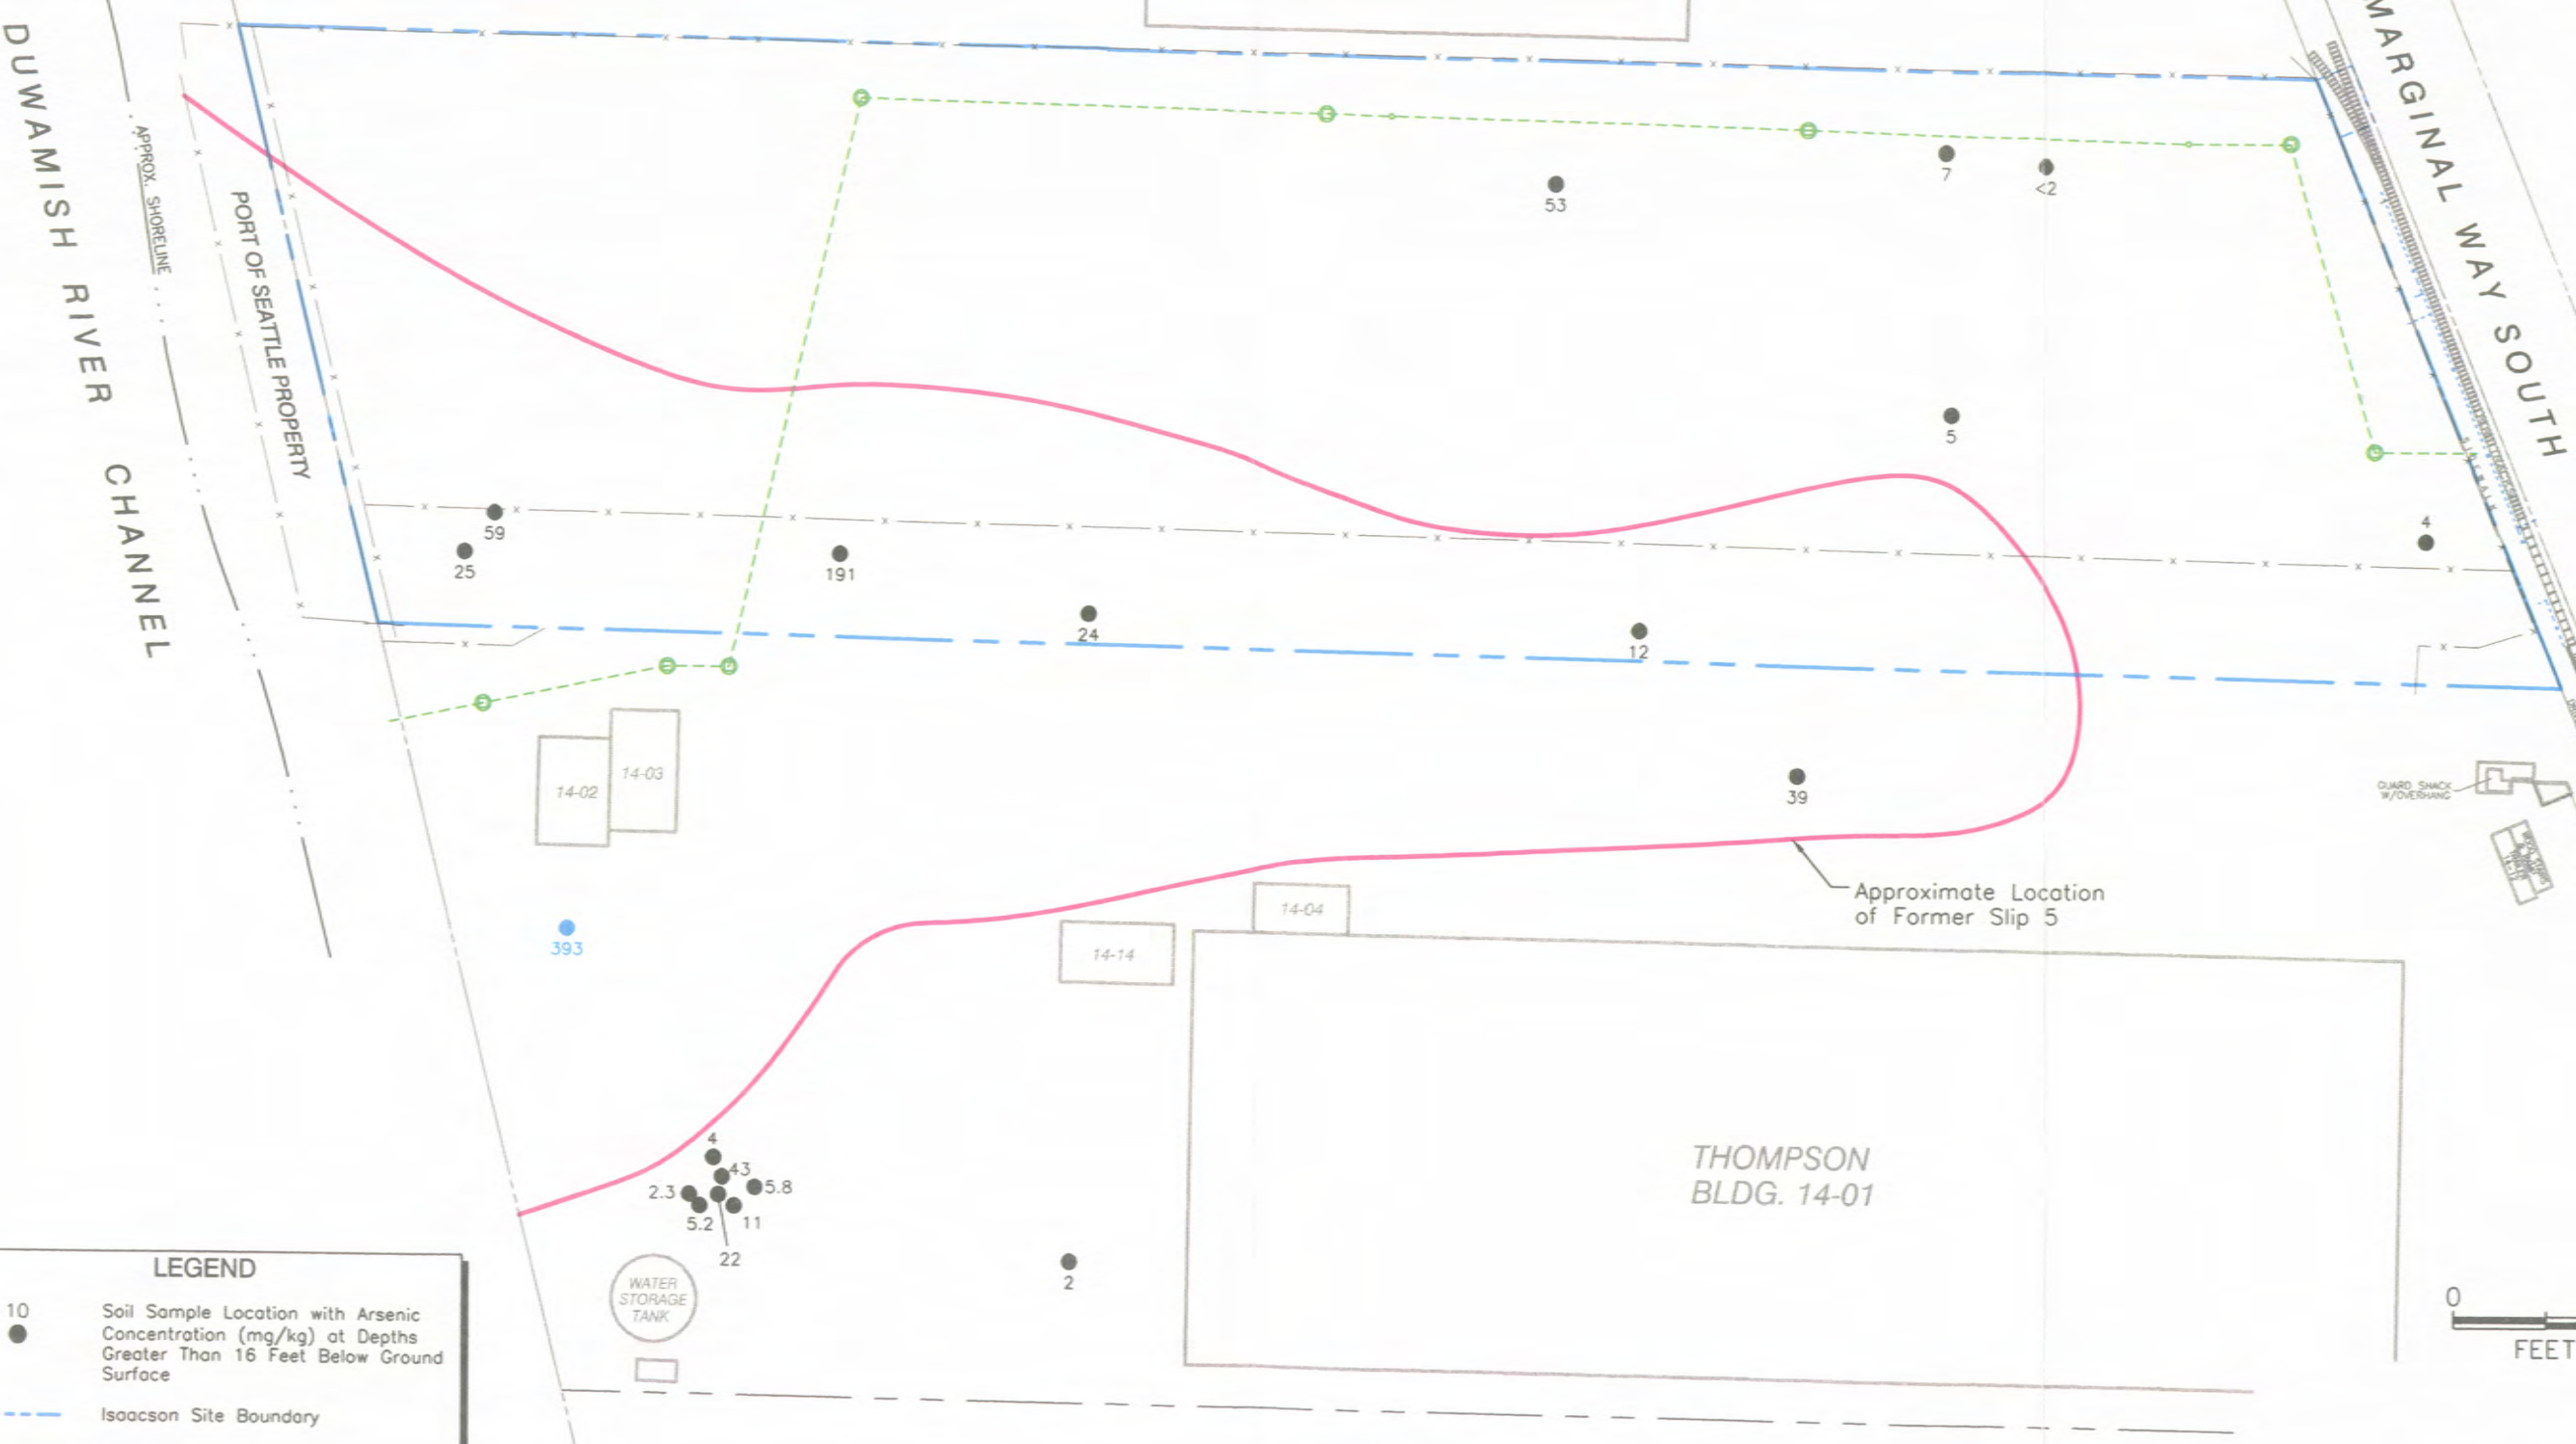 DUWAMISH RIVER CHANNEL
APPROX. SHORELINE
PORT OF SEATTLE PROPERTY
MARGINAL WAY SOUTH
53
7
<2
5
4
59
25
191
24
12
SIDEWALK
14-03
14-02
39
GUARD SHACK
W/OVERHANG
393
Approximate Location
of Former Slip 5
14-04
14-14
THOMPSON
BLDG. 14-01
4
43
2.3
5.8
5.2
11
22
WATER
STORAGE
TANK
2
LEGEND
10
Soil Sample Location with Arsenic
Concentration (mg/kg) at Depths
Greater Than 16 Feet Below Ground
Surface
Isaacson Site Boundary
0
FEET